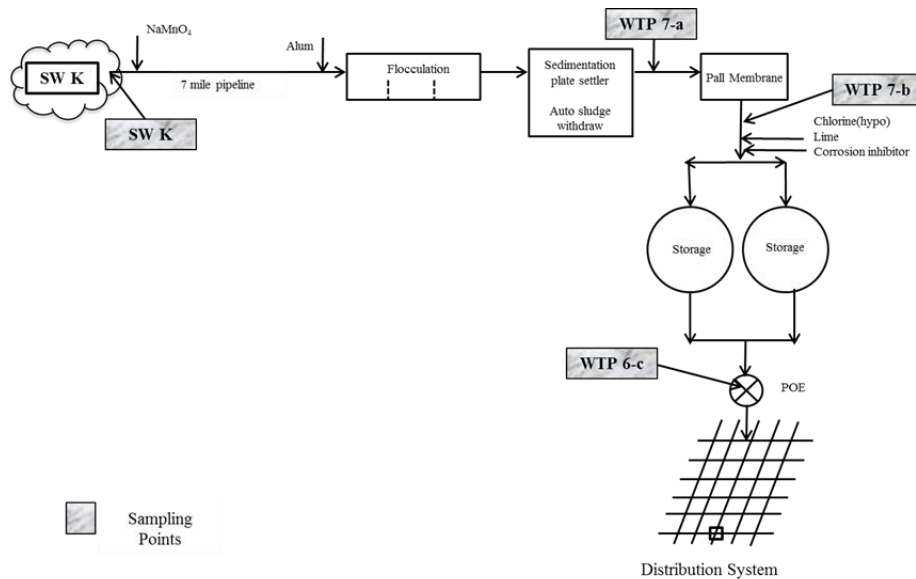 NaMnO₄
Alum
WTP 7-a
SW K
7 mile pipeline
Flocculation
Sedimentation
plate settler
Auto sludge
withdraw
Pall Membrane
WTP 7-b
SW K
Chlorine(hypo)
Lime
Corrosion inhibitor
Storage
Storage
WTP 6-c
POE
Sampling
Points
Distribution System